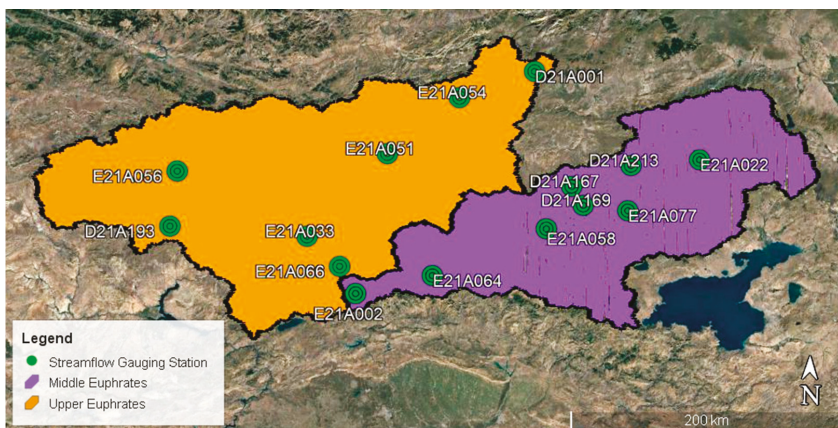 D21A001
E21A054
E21A051
D21A213
E21A022
E21A056
D21A167
D21A169
E21A077
D21A193
E21A033
E21A058
E21A066
E21A064
E21A002
Legend
Streamflow Gauging Station
Middle Euphrates
Upper Euphrates
N
200 km